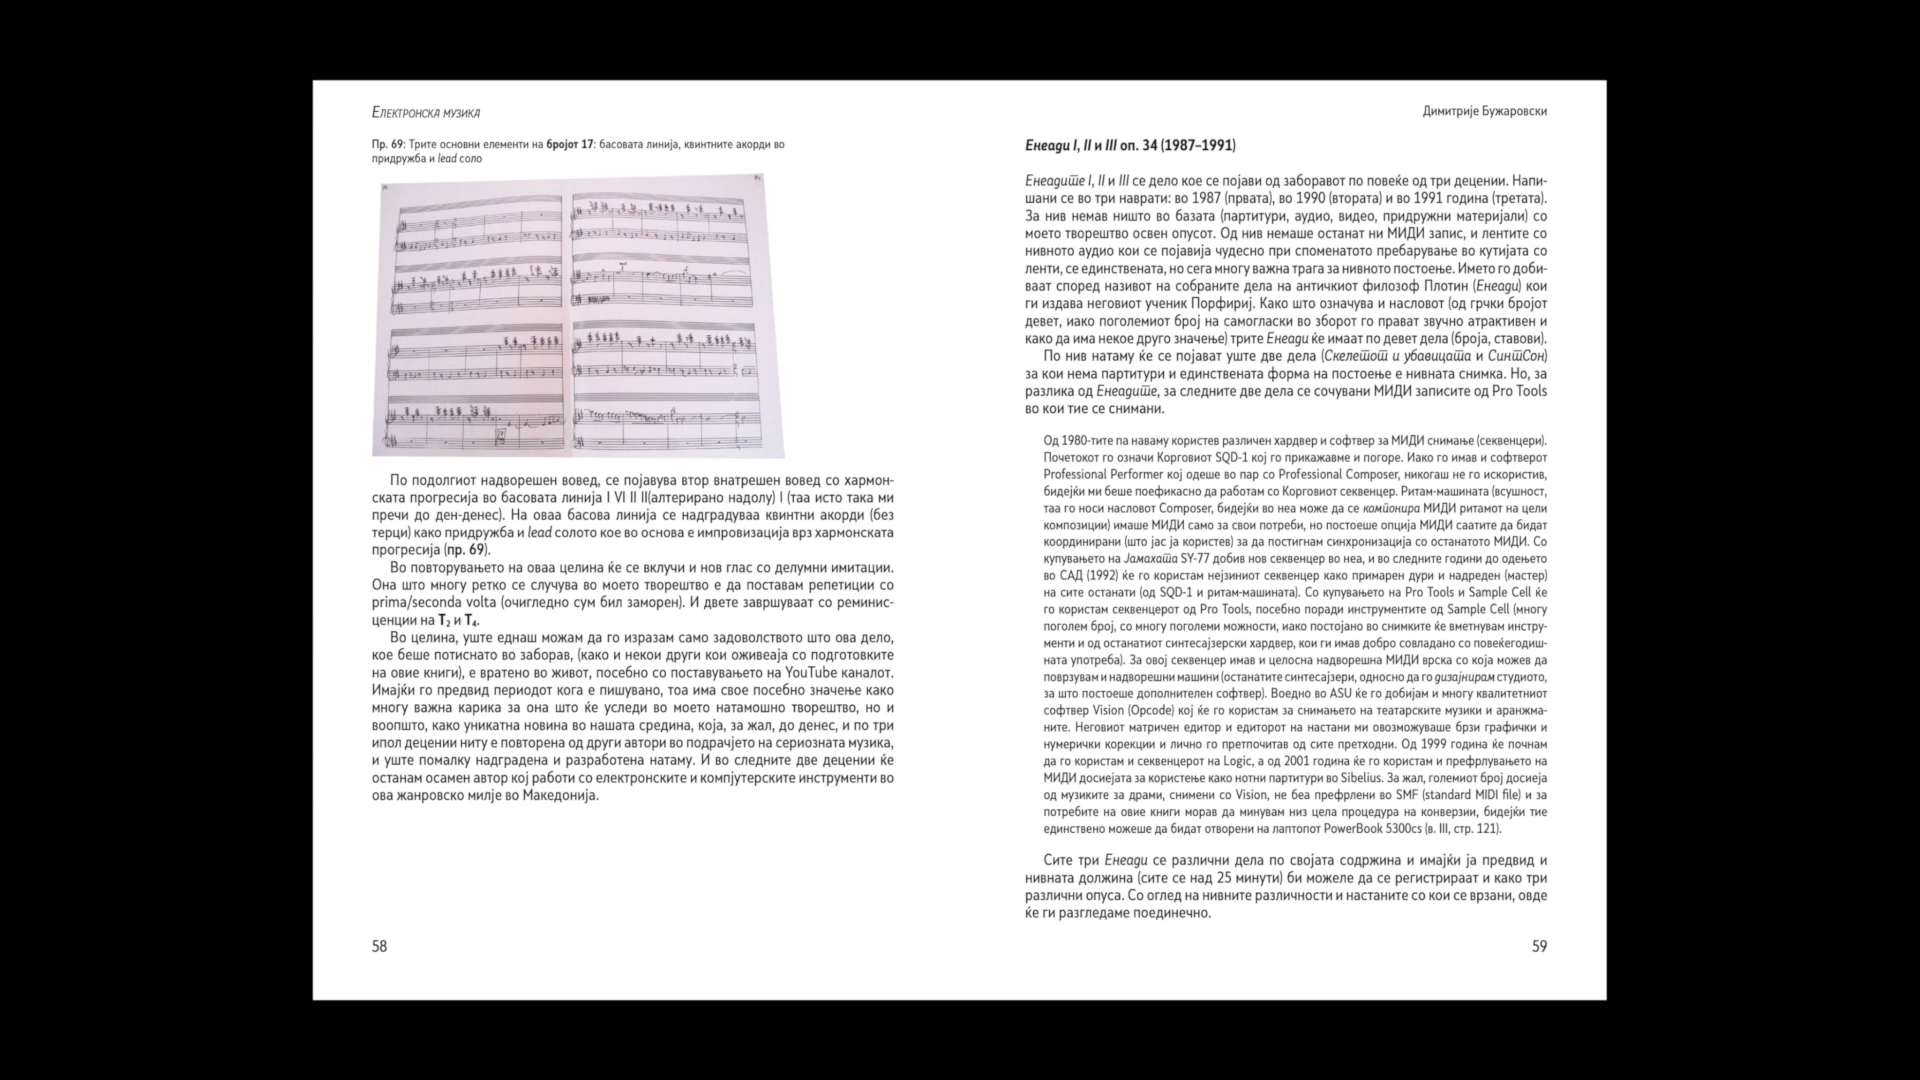 Електронска музика
Пр. 69: Трите основни елементи на бројот 17: басовата линија, квинтните акорди во
придружба и lead соло
По подолгиот надворешен вовед, се појавува втор внатрешен вовед со хармон-
ската прогресија во басовата линија I VI II II(алтерирано надолу) I (таа исто така ми
пречи до ден-денес). На оваа басова линија се надградуваа квинтни акорди (без
терци) како придружба и lead солото кое во основа е импровизација врз хармонската
прогресија (пр. 69).
Во повторувањето на оваа целина ќе се вклучи и нов глас со делумни имитации.
Она што многу ретко се случува во моето творештво е да поставам репетиции со
prima/seconda volta (очигледно сум бил заморен). И двете завршуваат со реминис-
ценции на T₂ и T₄.
Во целина, уште еднаш можам да го изразам само задоволството што ова дело,
кое беше потиснато во заборав, (како и некои други кои оживеаја со подготовките
на овие книги), е вратено во живот, посебно со поставувањето на YouTube каналот.
Имајќи го предвид периодот кога е пишувано, тоа има свое посебно значење како
многу важна карика за она што ќе уследи во моето натамошно творештво, но и
воопшто, како уникатна новина во нашата средина, која, за жал, до денес, и по три
ипол децении ниту е повторена од други автори во подрачјето на сериозната музика,
и уште помалку надградена и разработена натаму. И во следните две децении ќе
останам осамен автор кој работи со електронските и компјутерските инструменти во
ова жанровско милје во Македонија.
58
Димитрије Бужаровски
Енеади I, II и III оп. 34 (1987–1991)
Енеадите I, II и III се дело кое се појави од заборавот по повеќе од три децении. Напи-
шани се во три наврати: во 1987 (првата), во 1990 (втората) и во 1991 година (третата).
За нив немав ништо во базата (партитури, аудио, видео, придружни материјали) со
моето творештво освен опусот. Од нив немаше останат ни МИДИ запис, и лентите со
нивното аудио кои се појавија чудесно при споменатото пребарување во кутијата со
ленти, се единствената, но сега многу важна трага за нивното постоење. Името го доби-
ваат според називот на собраните дела на античкиот филозоф Плотин (Енеади) кои
ги издава неговиот ученик Порфириј. Како што означува и насловот (од грчки бројот
девет, иако поголемиот број на самогласки во зборот го прават звучно атрактивен и
како да има некое друго значење) трите Енеади ќе имаат по девет дела (броја, ставови).
По нив натаму ќе се појават уште две дела (Скелетот и убавицата и СинтСон)
за кои нема партитури и единствената форма на постоење е нивната снимка. Но, за
разлика од Енеадите, за следните две дела се сочувани МИДИ записите од Pro Tools
во кои тие се снимани.
Од 1980-тите па наваму користев различен хардвер и софтвер за МИДИ снимање (секвенцери).
Почетокот го означи Корговиот SQD-1 кој го прикажавме и погоре. Иако го имав и софтверот
Professional Performer кој одеше во пар со Professional Composer, никогаш не го искористив,
бидејќи ми беше поефикасно да работам со Корговиот секвенцер. Ритам-машината (всушност,
таа го носи насловот Composer, бидејќи во неа може да се компонира МИДИ ритамот на цели
композиции) имаше МИДИ само за свои потреби, но постоеше опција МИДИ саатите да бидат
координирани (што јас ја користев) за да постигнам синхронизација со останатото МИДИ. Со
купувањето на Јамахата SY-77 добив нов секвенцер во неа, и во следните години до одењето
во САД (1992) ќе го користам нејзиниот секвенцер како примарен дури и надреден (мастер)
на сите останати (од SQD-1 и ритам-машината). Со купувањето на Pro Tools и Sample Cell ќе
го користам секвенцерот од Pro Tools, посебно поради инструментите од Sample Cell (многу
поголем број, со многу поголеми можности, иако постојано во снимките ќе вметнувам инстру-
менти и од останатиот синтесајзерски хардвер, кои ги имав добро совладано со повеќегодиш-
ната употреба). За овој секвенцер имав и целосна надворешна МИДИ врска со која можев да
поврзувам и надворешни машини (останатите синтесајзери, односно да го дизајнирам студиото,
за што постоеше дополнителен софтвер). Воедно во ASU ќе го добијам и многу квалитетниот
софтвер Vision (Opcode) кој ќе го користам за снимањето на театарските музики и аранжма-
ните. Неговиот матричен едитор и едиторот на настани ми овозможуваше брзи графички и
нумерички корекции и лично го претпочитав од сите претходни. Од 1999 година ќе почнам
да го користам и секвенцерот на Logic, а од 2001 година ќе го користам и префрлувањето на
МИДИ досиејата за користење како нотни партитури во Sibelius. За жал, големиот број досиеја
од музиките за драми, снимени со Vision, не беа префрлени во SMF (standard MIDI file) и за
потребите на овие книги морав да минувам низ цела процедура на конверзии, бидејќи тие
единствено можеше да бидат отворени на лаптопот PowerBook 5300cs (в. III, стр. 121).
Сите три Енеади се различни дела по својата содржина и имајќи ја предвид и
нивната должина (сите се над 25 минути) би можеле да се регистрираат и како три
различни опуса. Со оглед на нивните различности и настаните со кои се врзани, овде
ќе ги разгледаме поединечно.
59